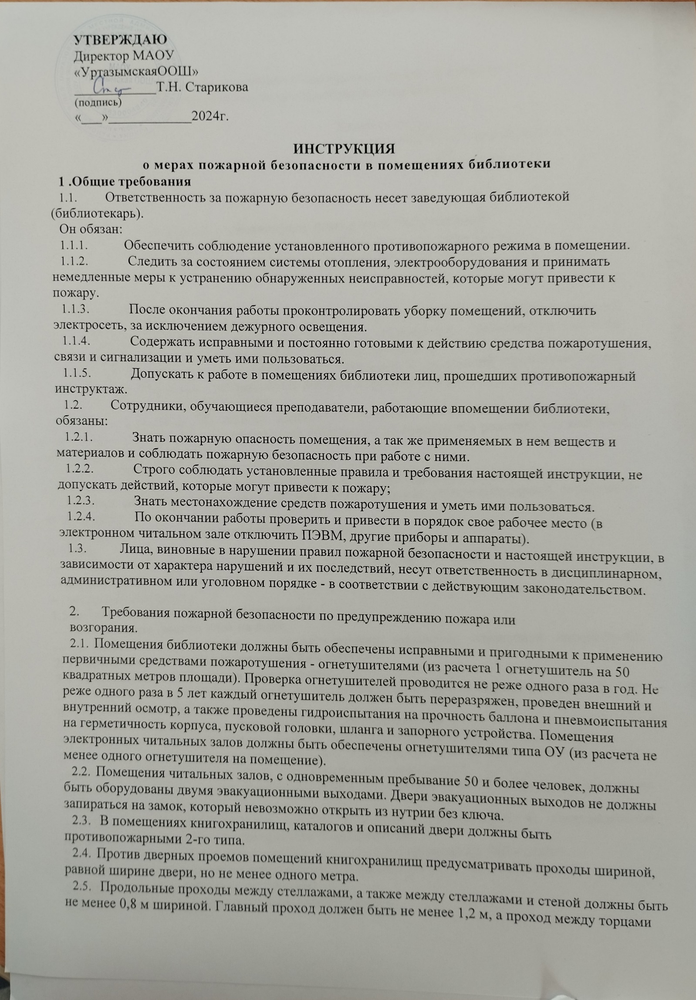 УТВЕРЖДАЮ
Директор МАОУ
«УртазымскаяООШ»
____________Т.Н. Старикова
(подпись)
«___»____________2024г.
ИНСТРУКЦИЯ
о мерах пожарной безопасности в помещениях библиотеки
1 .Общие требования
1.1. Ответственность за пожарную безопасность несет заведующая библиотекой
(библиотекарь).
Он обязан:
1.1.1. Обеспечить соблюдение установленного противопожарного режима в помещении.
1.1.2. Следить за состоянием системы отопления, электрооборудования и принимать
немедленные меры к устранению обнаруженных неисправностей, которые могут привести к
пожару.
1.1.3. После окончания работы проконтролировать уборку помещений, отключить
электросеть, за исключением дежурного освещения.
1.1.4. Содержать исправными и постоянно готовыми к действию средства пожаротушения,
связи и сигнализации и уметь ими пользоваться.
1.1.5. Допускать к работе в помещениях библиотеки лиц, прошедших противопожарный
инструктаж.
1.2. Сотрудники, обучающиеся преподаватели, работающие впомещении библиотеки,
обязаны:
1.2.1. Знать пожарную опасность помещения, а так же применяемых в нем веществ и
материалов и соблюдать пожарную безопасность при работе с ними.
1.2.2. Строго соблюдать установленные правила и требования настоящей инструкции, не
допускать действий, которые могут привести к пожару;
1.2.3. Знать местонахождение средств пожаротушения и уметь ими пользоваться.
1.2.4. По окончании работы проверить и привести в порядок свое рабочее место (в
электронном читальном зале отключить ПЭВМ, другие приборы и аппараты).
1.3. Лица, виновные в нарушении правил пожарной безопасности и настоящей инструкции, в
зависимости от характера нарушений и их последствий, несут ответственность в дисциплинарном,
административном или уголовном порядке - в соответствии с действующим законодательством.
2. Требования пожарной безопасности по предупреждению пожара или
возгорания.
2.1. Помещения библиотеки должны быть обеспечены исправными и пригодными к применению
первичными средствами пожаротушения - огнетушителями (из расчета 1 огнетушитель на 50
квадратных метров площади). Проверка огнетушителей проводится не реже одного раза в год. Не
реже одного раза в 5 лет каждый огнетушитель должен быть переразряжен, проведен внешний и
внутренний осмотр, а также проведены гидроиспытания на прочность баллона и пневмоиспытания
на герметичность корпуса, пусковой головки, шланга и запорного устройства. Помещения
электронных читальных залов должны быть обеспечены огнетушителями типа ОУ (из расчета не
менее одного огнетушителя на помещение).
2.2. Помещения читальных залов, с одновременным пребывание 50 и более человек, должны
быть оборудованы двумя эвакуационными выходами. Двери эвакуационных выходов не должны
запираться на замок, который невозможно открыть из нутрии без ключа.
2.3. В помещениях книгохранилищ, каталогов и описаний двери должны быть
противопожарными 2-го типа.
2.4. Против дверных проемов помещений книгохранилищ предусматривать проходы шириной,
равной ширине двери, но не менее одного метра.
2.5. Продольные проходы между стеллажами, а также между стеллажами и стеной должны быть
не менее 0,8 м шириной. Главный проход должен быть не менее 1,2 м, а проход между торцами